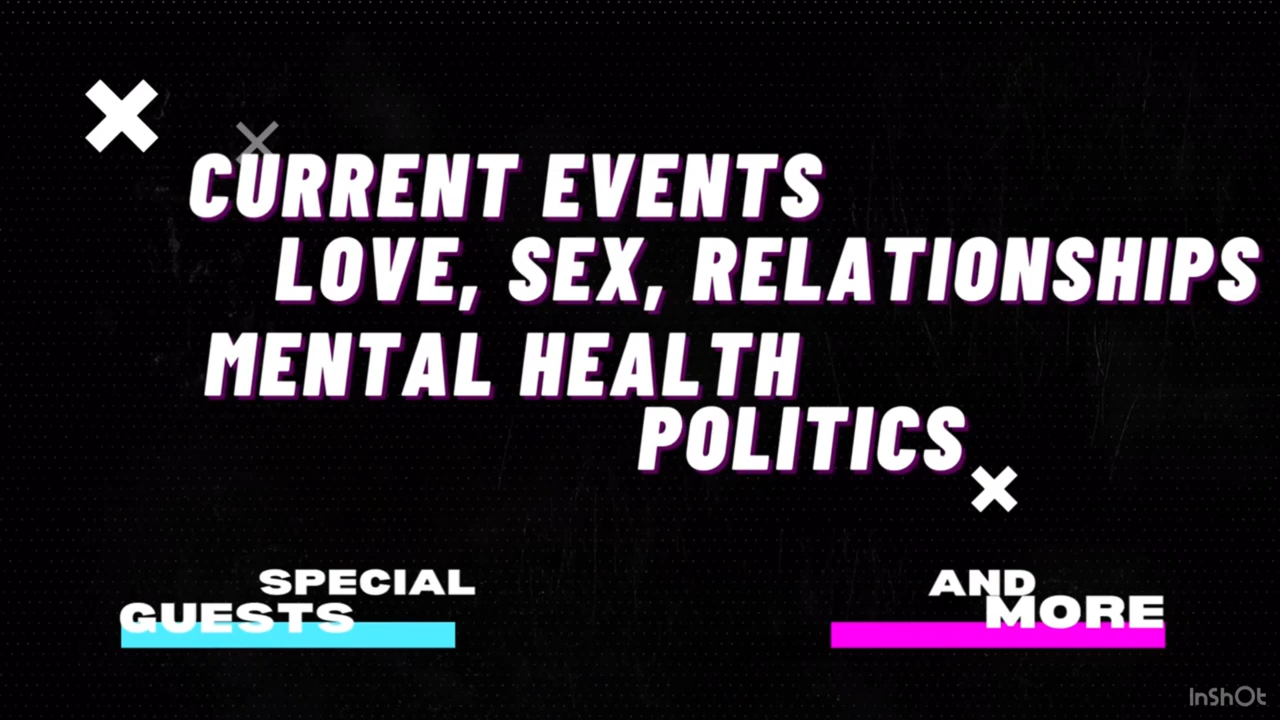 CURRENT EVENTS
LOVE, SEX, RELATIONSHIPS
MENTAL HEALTH
POLITICS
SPECIAL
GUESTS
AND
MORE
InShOt